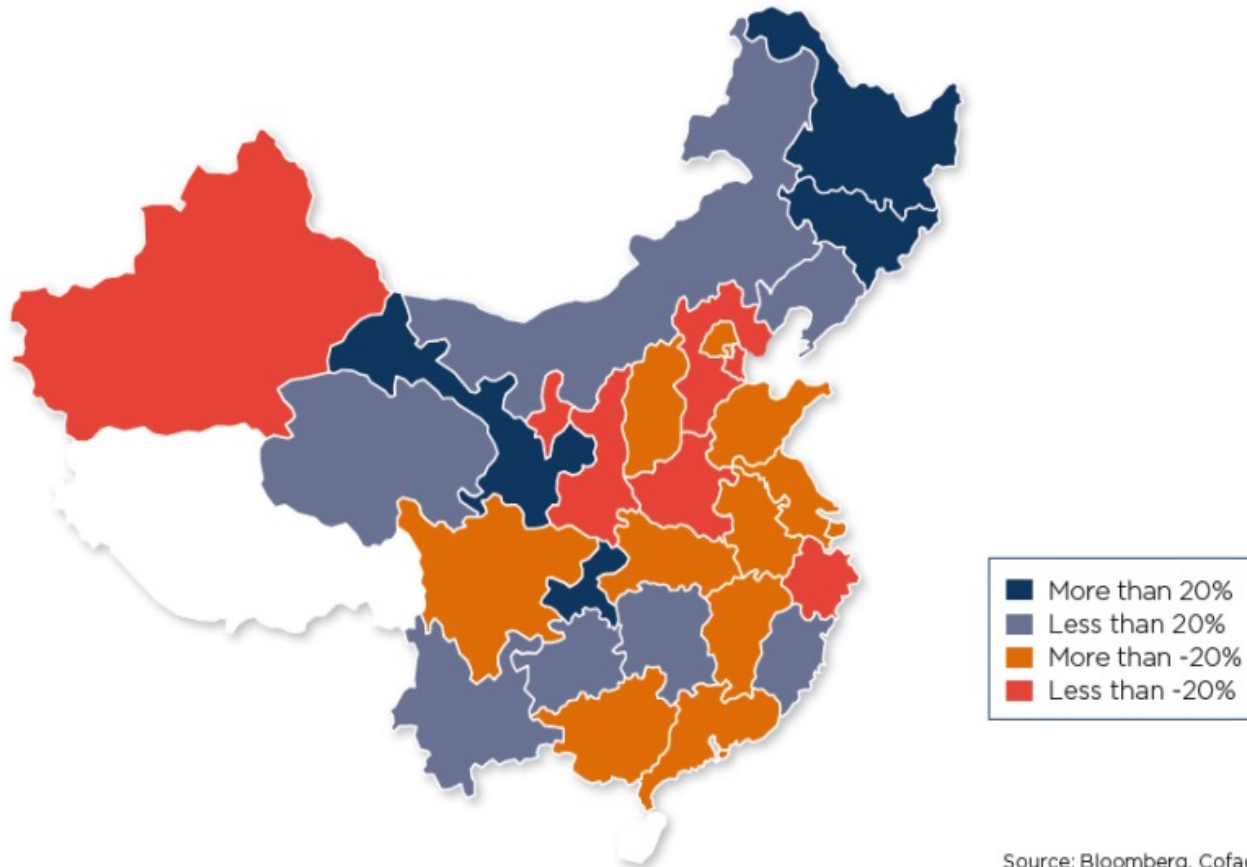 More than 20%
Less than 20%
More than -20%
Less than -20%
Source: Bloomberg,